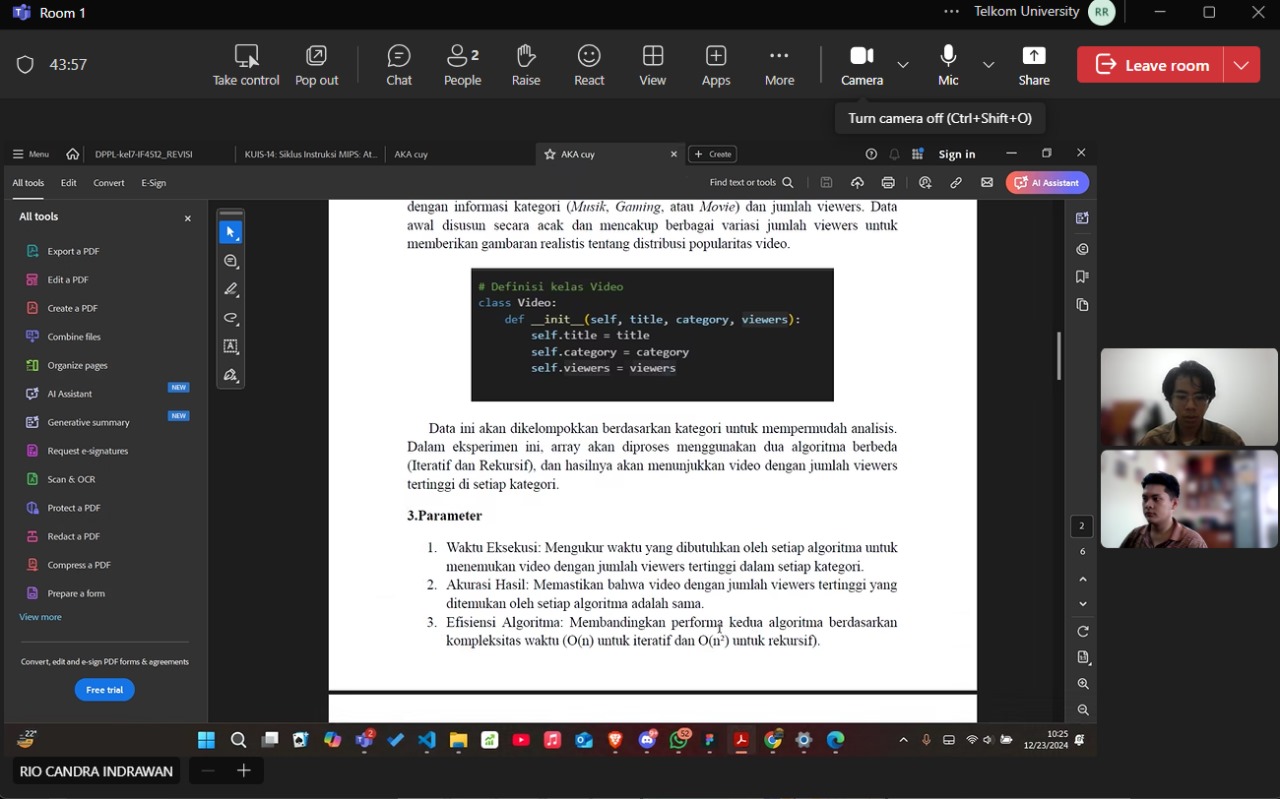 Room 1
Telkom University RR
43:57
Take control Pop out Chat People 2 Raise React View Apps More Camera Mic Share Leave room
Turn camera off (Ctrl+Shift+O)
Menu DPPL-kel7-IF4512_REVISI KUIS-14: Siklus Instruksi MIPS: At... AKA cuy AKA cuy Create Sign in
All tools Edit Convert E-Sign Find text or tools AI Assistant
All tools
Export a PDF
Edit a PDF
Create a PDF
Combine files
Organize pages
AI Assistant NEW
Generative summary NEW
Request e-signatures
Scan & OCR
Protect a PDF
Redact a PDF
Compress a PDF
Prepare a form
View more
Convert, edit and e-sign PDF forms & agreements
Free trial
dengan informasi kategori (Musik, Gaming, atau Movie) dan jumlah viewers. Data
awal disusun secara acak dan mencakup berbagai variasi jumlah viewers untuk
memberikan gambaran realistis tentang distribusi popularitas video.
# Definisi kelas Video
class Video:
def __init__(self, title, category, viewers):
self.title = title
self.category = category
self.viewers = viewers
Data ini akan dikelompokkan berdasarkan kategori untuk mempermudah analisis.
Dalam eksperimen ini, array akan diproses menggunakan dua algoritma berbeda
(Iteratif dan Rekursif), dan hasilnya akan menunjukkan video dengan jumlah viewers
tertinggi di setiap kategori.
3.Parameter
1. Waktu Eksekusi: Mengukur waktu yang dibutuhkan oleh setiap algoritma untuk
menemukan video dengan jumlah viewers tertinggi dalam setiap kategori.
2. Akurasi Hasil: Memastikan bahwa video dengan jumlah viewers tertinggi yang
ditemukan oleh setiap algoritma adalah sama.
3. Efisiensi Algoritma: Membandingkan performa kedua algoritma berdasarkan
kompleksitas waktu (O(n) untuk iteratif dan O(n²) untuk rekursif).
2
6
22°
2
52
10:25
12/23/2024
RIO CANDRA INDRAWAN